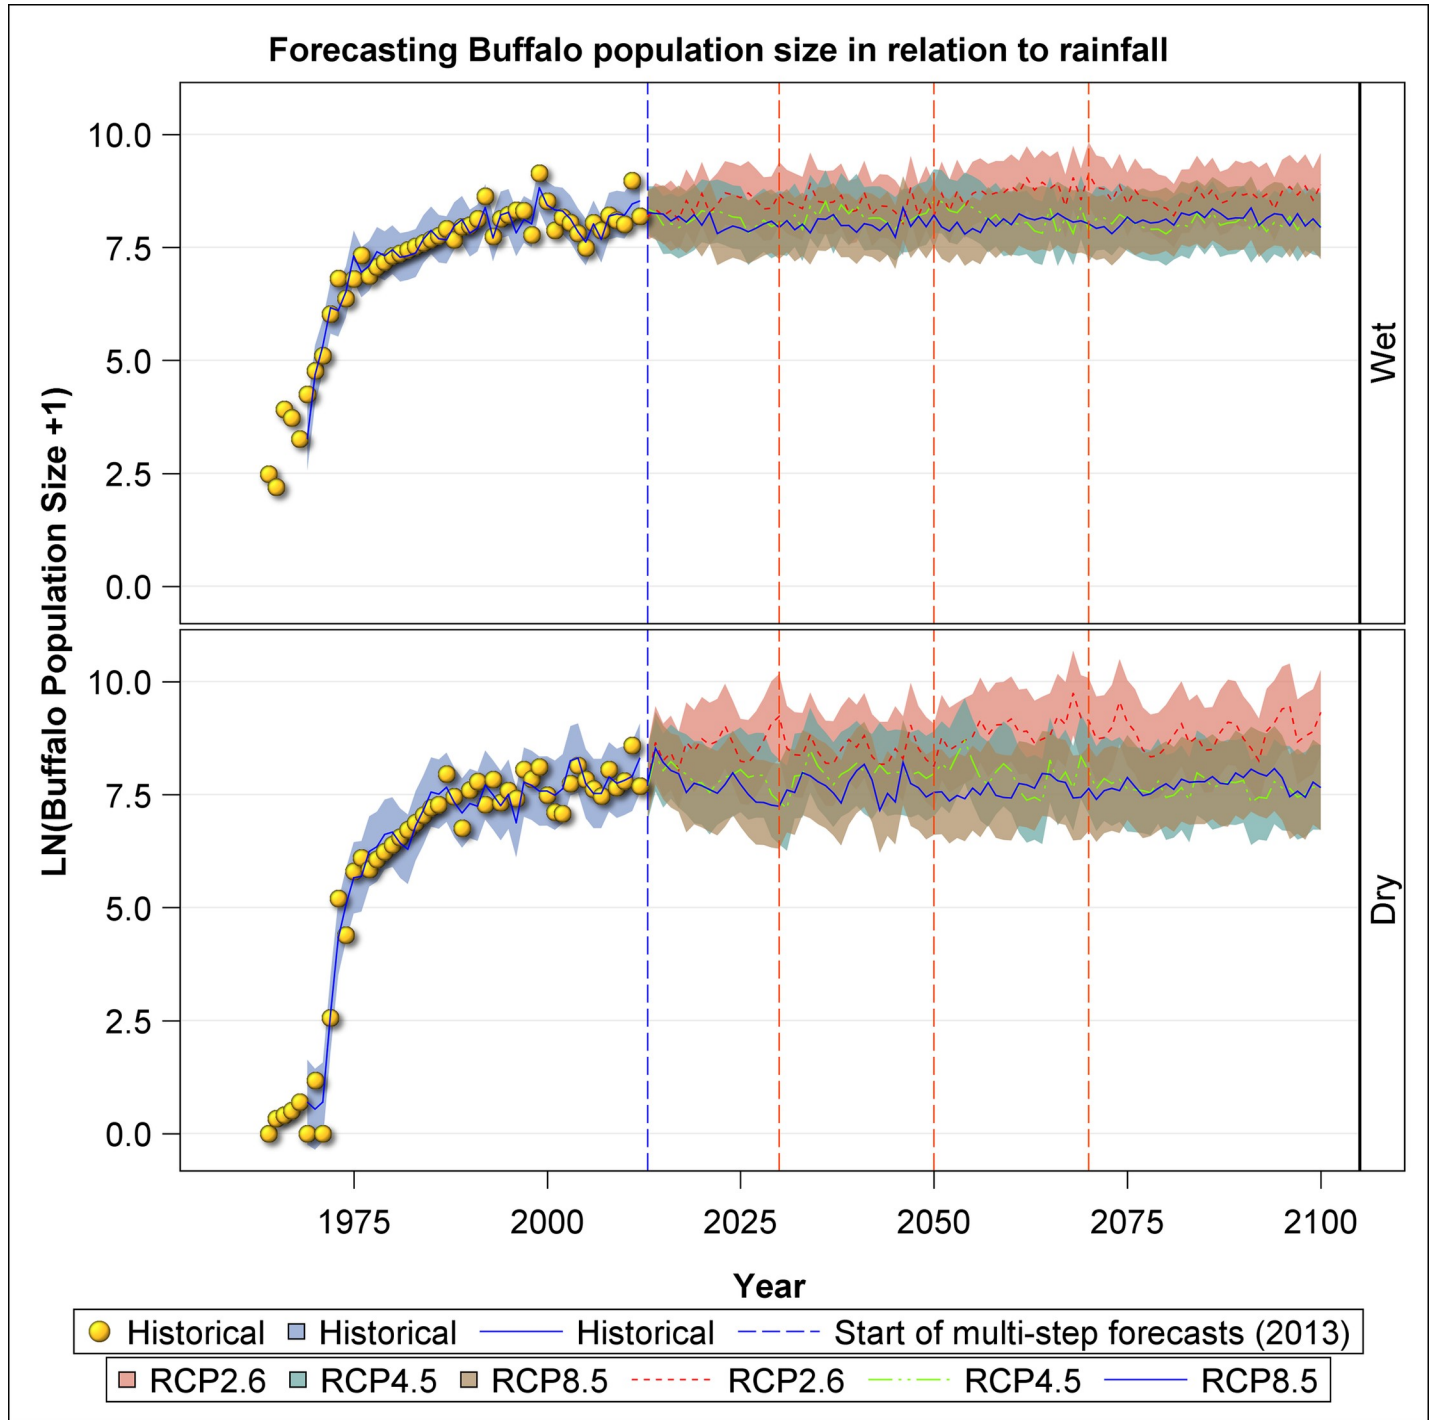 Forecasting Buffalo population size in relation to rainfall
LN(Buffalo Population Size +1)
10.0
7.5
5.0
2.5
0.0
Wet
10.0
7.5
5.0
2.5
0.0
Dry
1975 2000 2025 2050 2075 2100
Year
Historical Historical Historical Start of multi-step forecasts (2013)
RCP2.6 RCP4.5 RCP8.5 RCP2.6 RCP4.5 RCP8.5